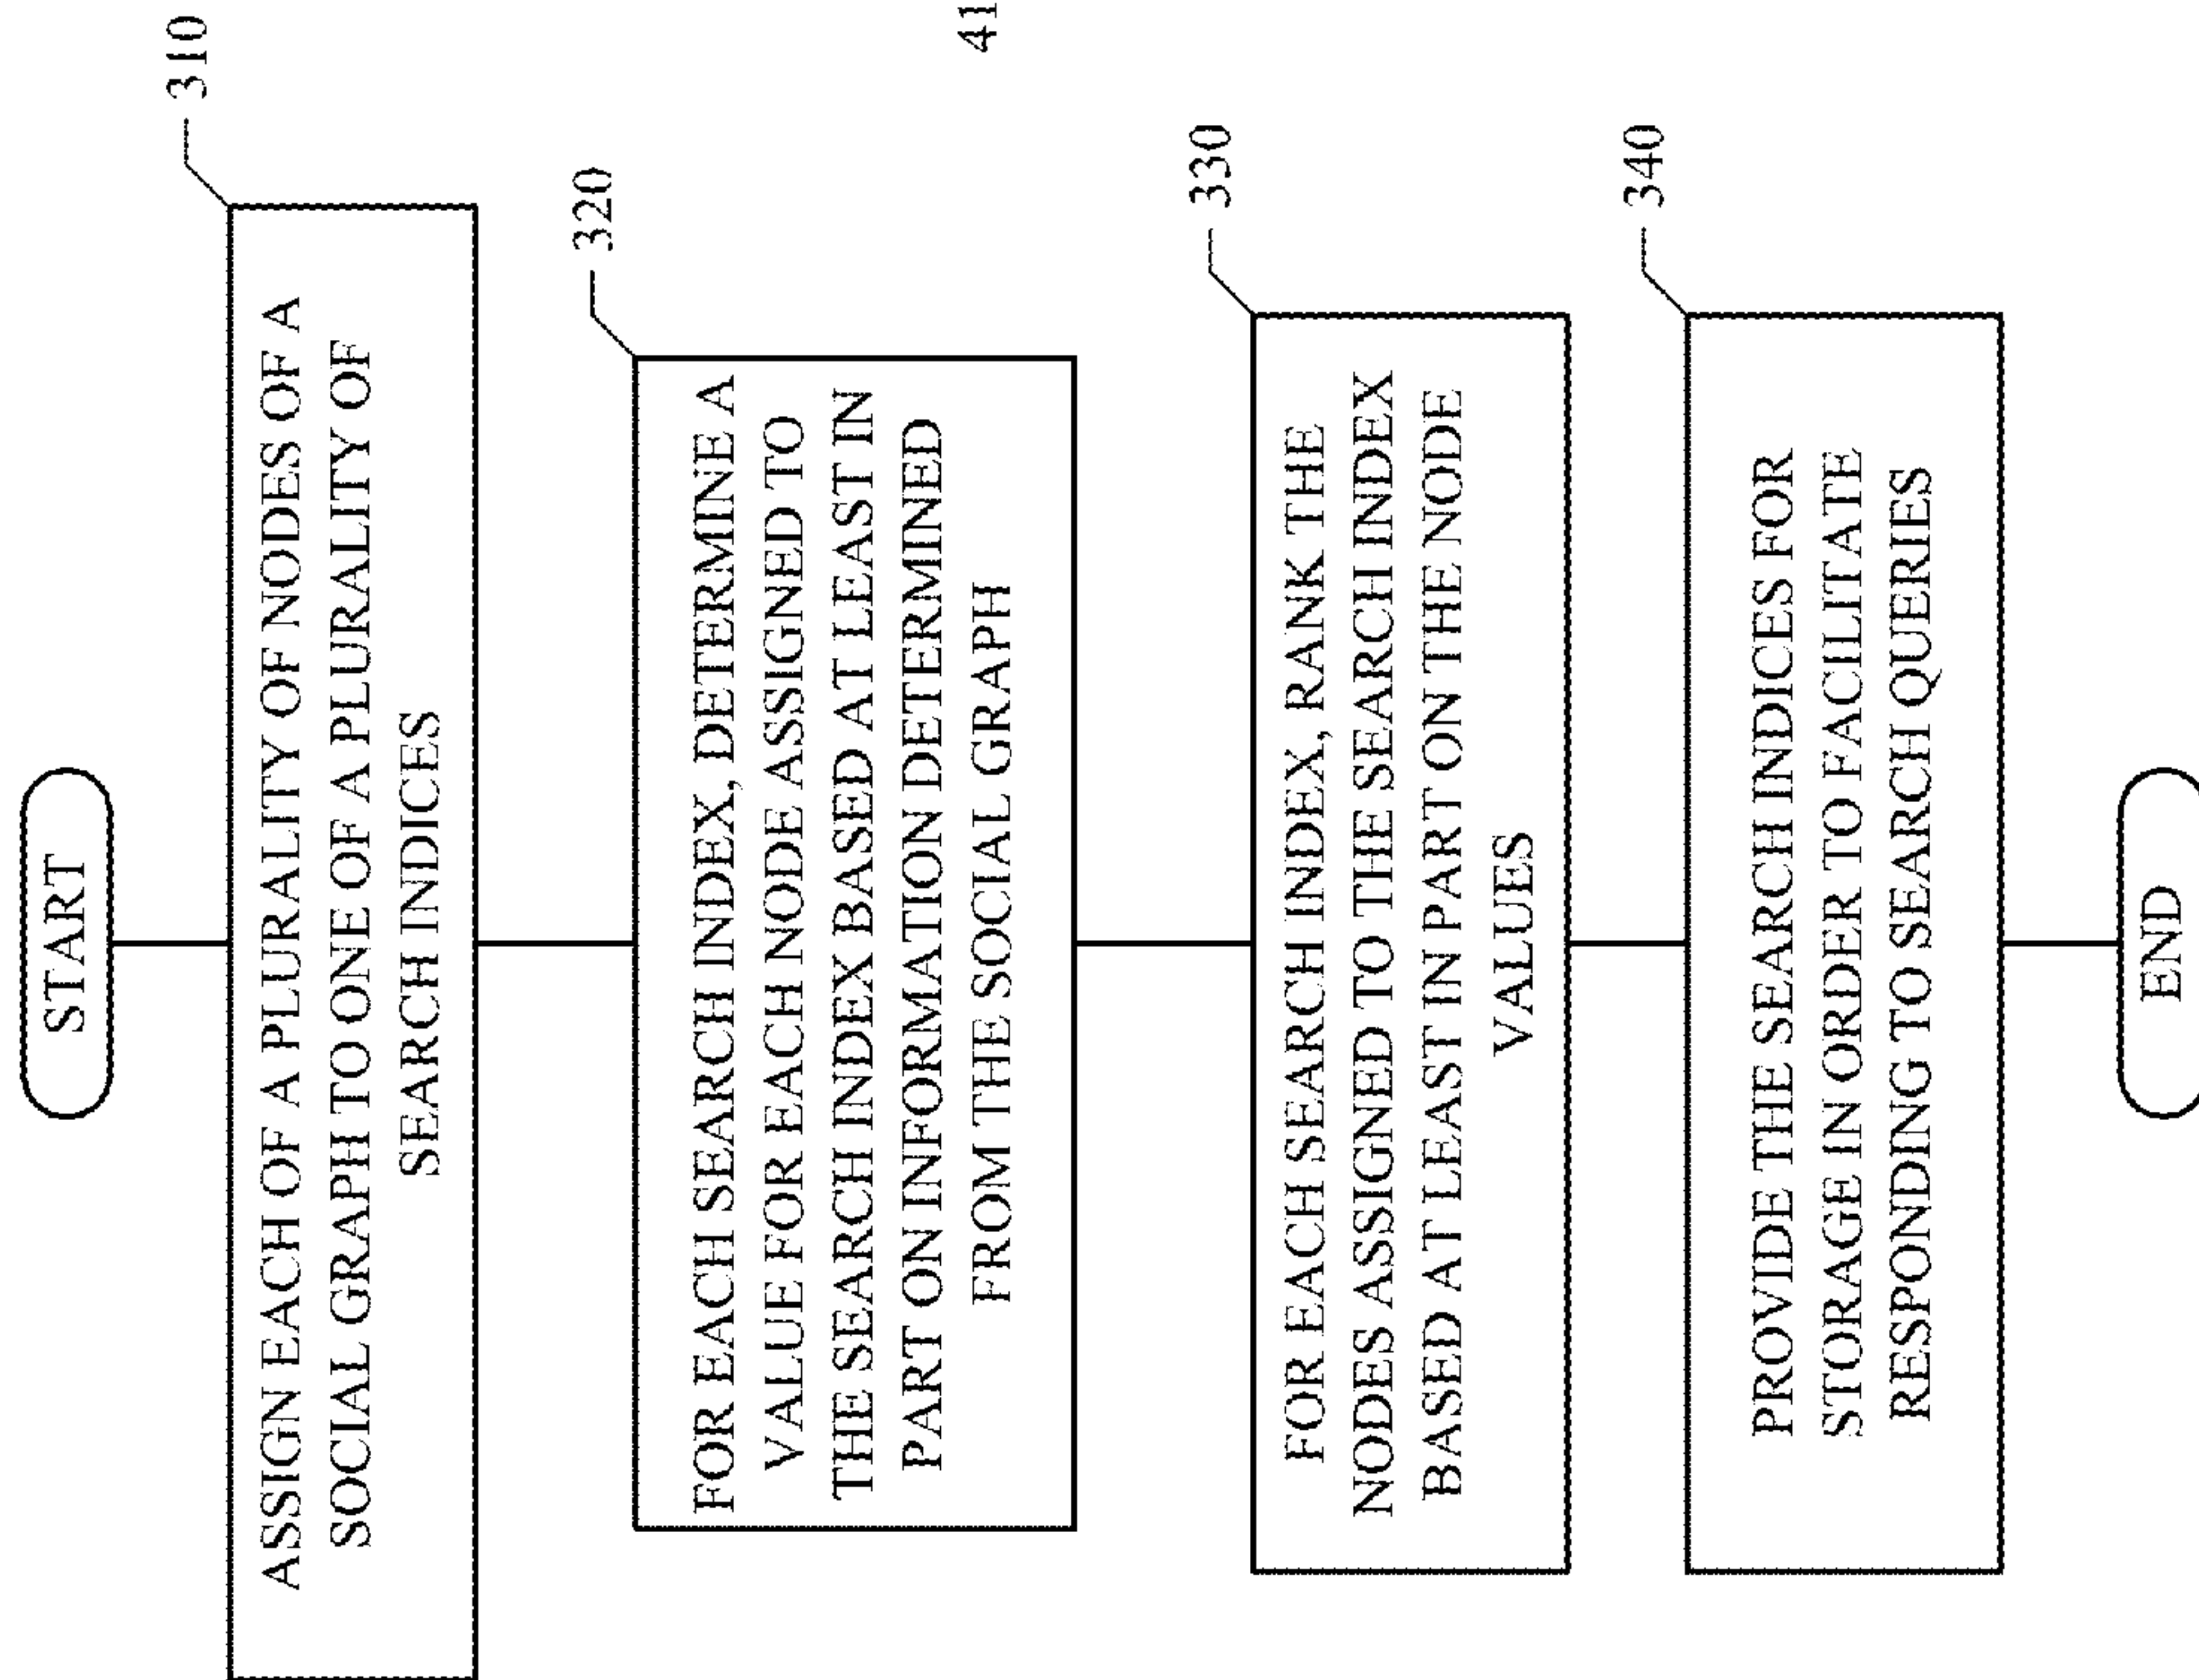 START
310
ASSIGN EACH OF A PLURALITY OF NODES OF A
SOCIAL GRAPH TO ONE OF A PLURALITY OF
SEARCH INDICES
320
FOR EACH SEARCH INDEX, DETERMINE A
VALUE FOR EACH NODE ASSIGNED TO
THE SEARCH INDEX BASED AT LEAST IN
PART ON INFORMATION DETERMINED
FROM THE SOCIAL GRAPH
41
330
FOR EACH SEARCH INDEX, RANK THE
NODES ASSIGNED TO THE SEARCH INDEX
BASED AT LEAST IN PART ON THE NODE
VALUES
340
PROVIDE THE SEARCH INDICES FOR
STORAGE IN ORDER TO FACILITATE
RESPONDING TO SEARCH QUERIES
END